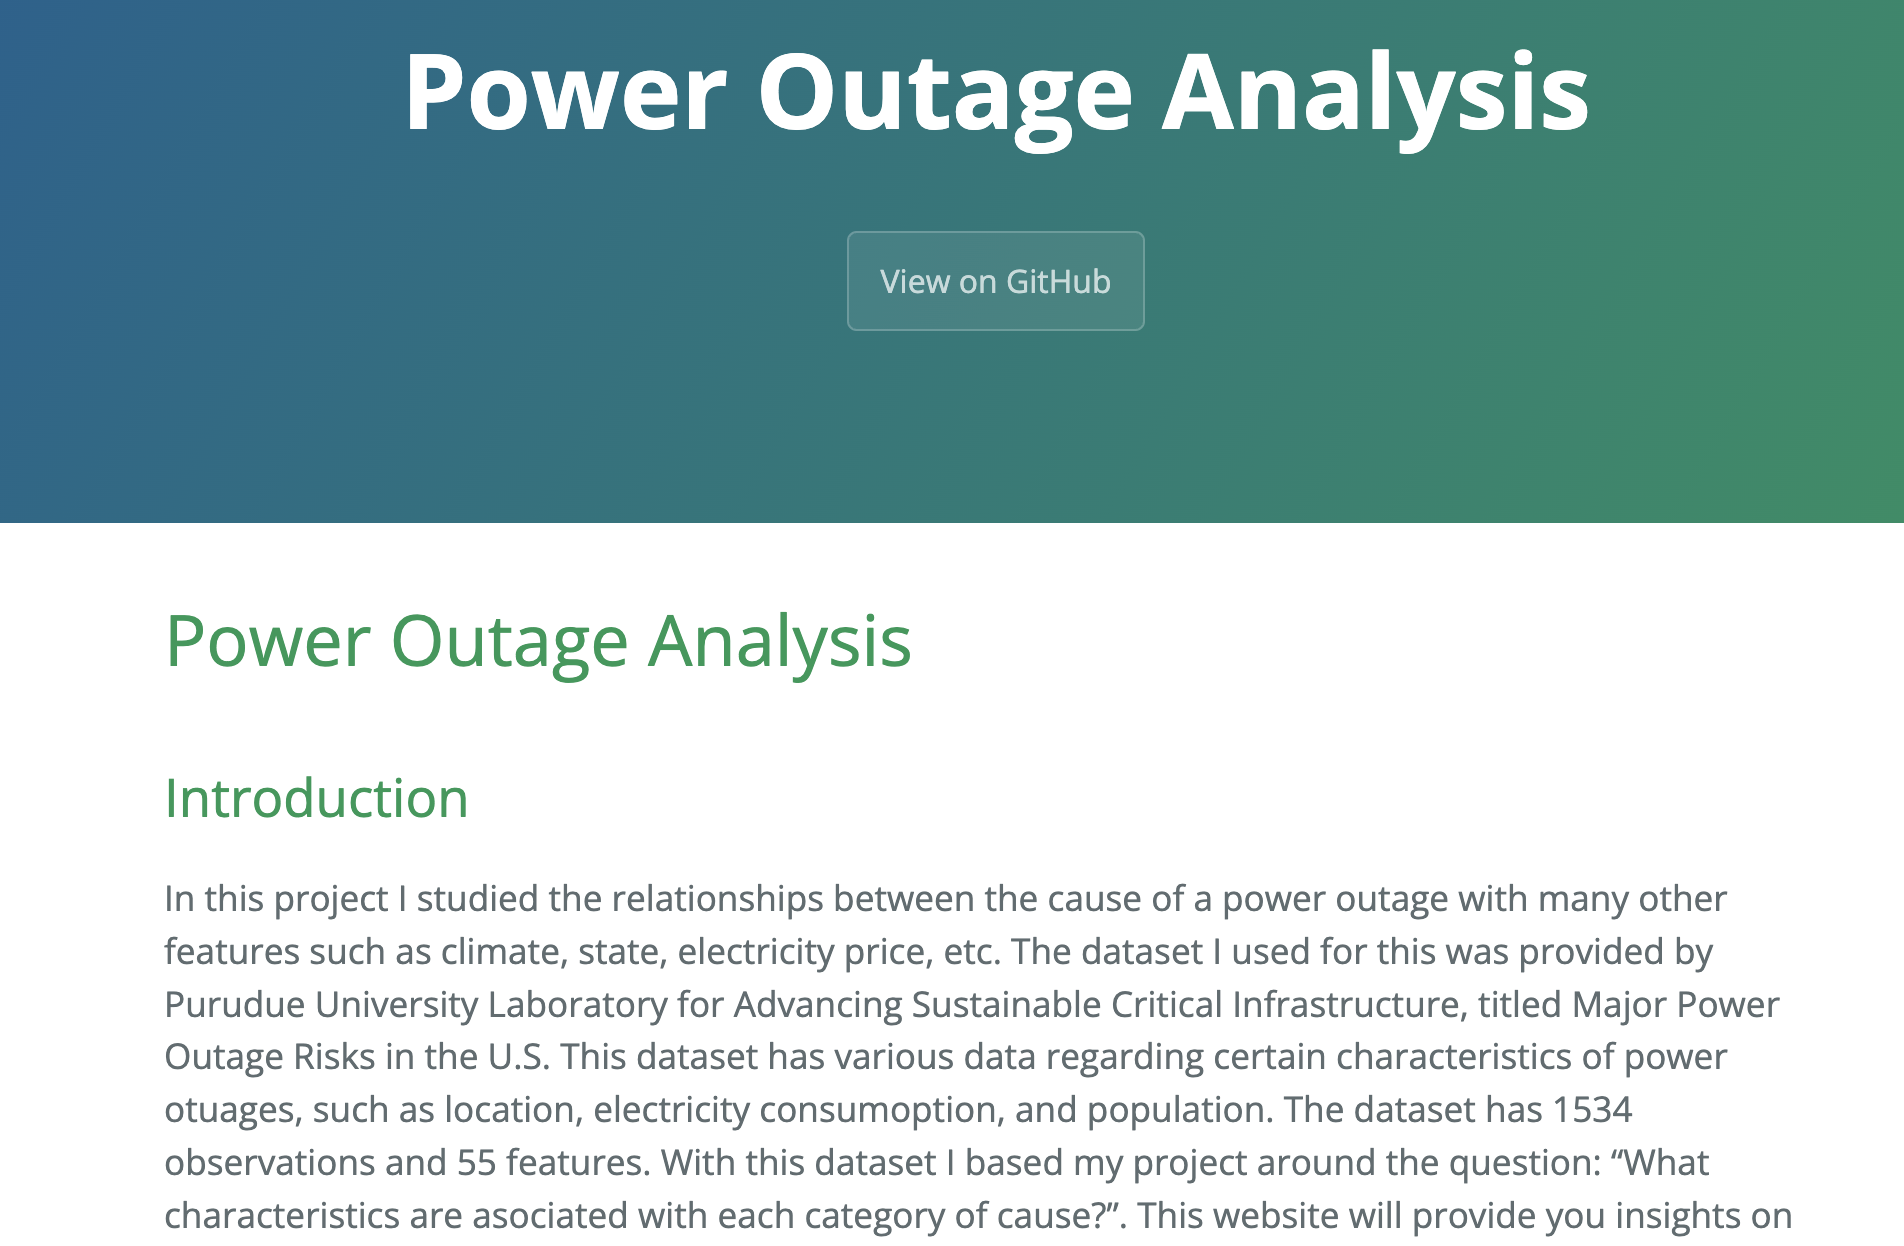 Power Outage Analysis
View on GitHub
Power Outage Analysis
Introduction
In this project I studied the relationships between the cause of a power outage with many other
features such as climate, state, electricity price, etc. The dataset I used for this was provided by
Purudue University Laboratory for Advancing Sustainable Critical Infrastructure, titled Major Power
Outage Risks in the U.S. This dataset has various data regarding certain characteristics of power
otuages, such as location, electricity consumoption, and population. The dataset has 1534
observations and 55 features. With this dataset I based my project around the question: “What
characteristics are asociated with each category of cause?”. This website will provide you insights on